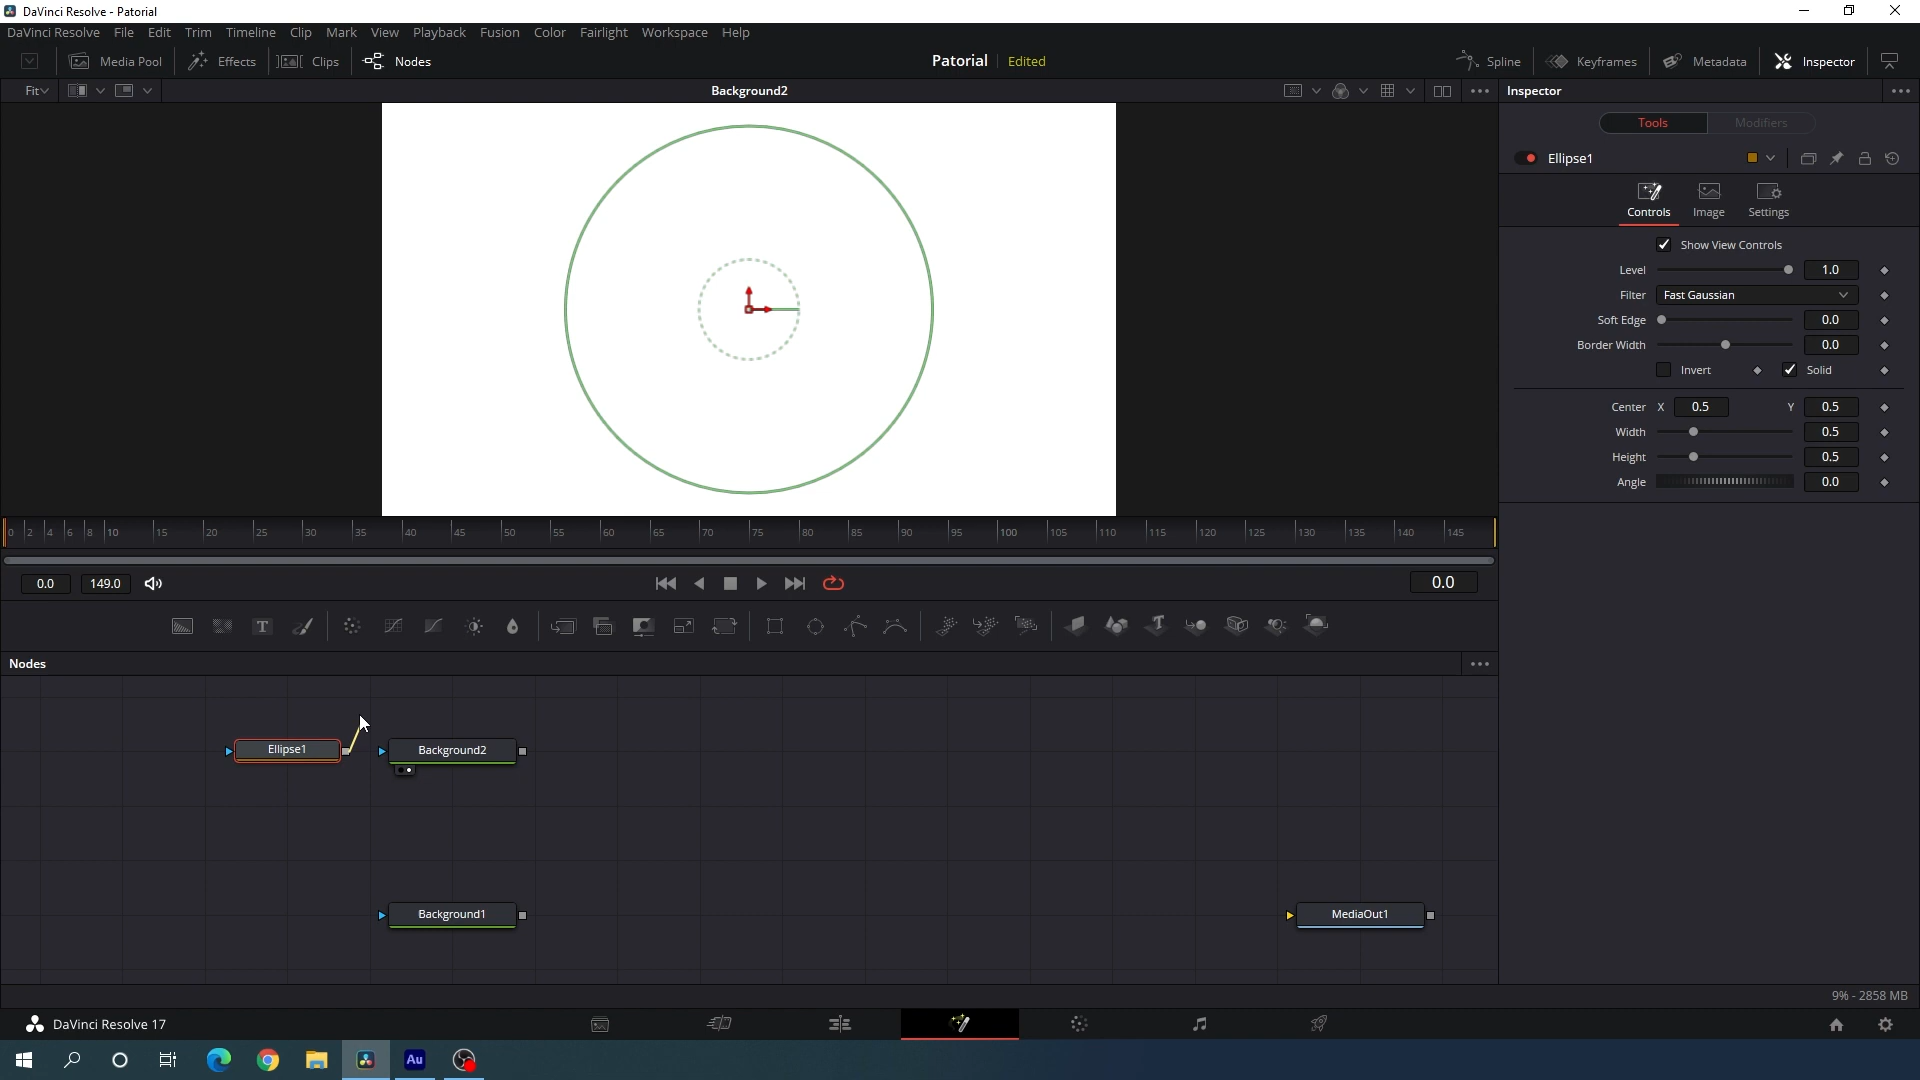 DaVinci Resolve - Patorial
DaVinci Resolve File Edit Trim Timeline Clip Mark View Playback Fusion Color Fairlight Workspace Help
Media Pool Effects Clips Nodes Patorial Edited Spline Keyframes Metadata Inspector
Fit Background2 Inspector
Tools Modifiers
Ellipse1
Controls Image Settings
Show View Controls
Level 1.0
Filter Fast Gaussian
Soft Edge 0.0
Border Width 0.0
Invert Solid
Center X 0.5 Y 0.5
Width 0.5
Height 0.5
Angle 0.0
0 2 4 6 8 10 15 20 25 30 35 40 45 50 55 60 65 70 75 80 85 90 95 100 105 110 115 120 125 130 135 140 145
0.0 149.0 0.0
T T
Nodes
Ellipse1 Background2
Background1 MediaOut1
9% - 2858 MB
DaVinci Resolve 17
Au